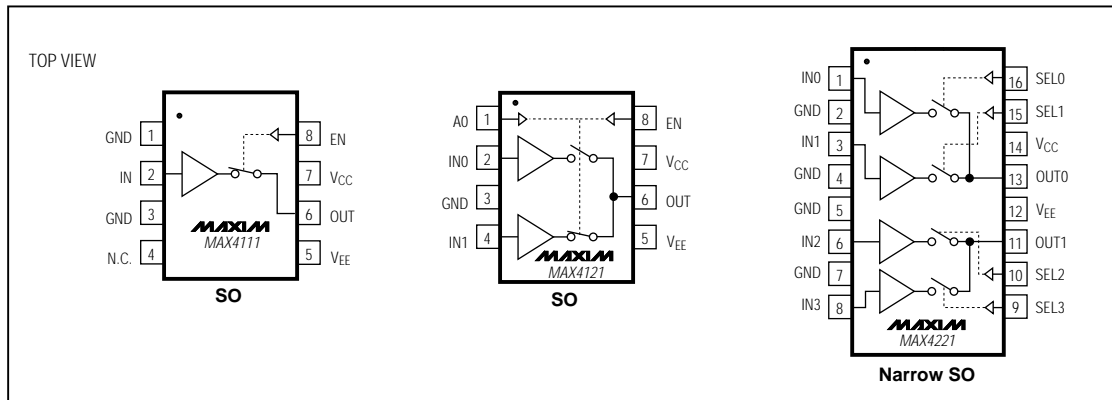 TOP VIEW
GND 1
IN 2
GND 3
N.C. 4
8 EN
7 VCC
6 OUT
5 VEE
MAXIM
MAX4111
SO
A0 1
IN0 2
GND 3
IN1 4
8 EN
7 VCC
6 OUT
5 VEE
MAXIM
MAX4121
SO
IN0 1
GND 2
IN1 3
GND 4
GND 5
IN2 6
GND 7
IN3 8
16 SEL0
15 SEL1
14 VCC
13 OUT0
12 VEE
11 OUT1
10 SEL2
9 SEL3
MAXIM
MAX4221
Narrow SO